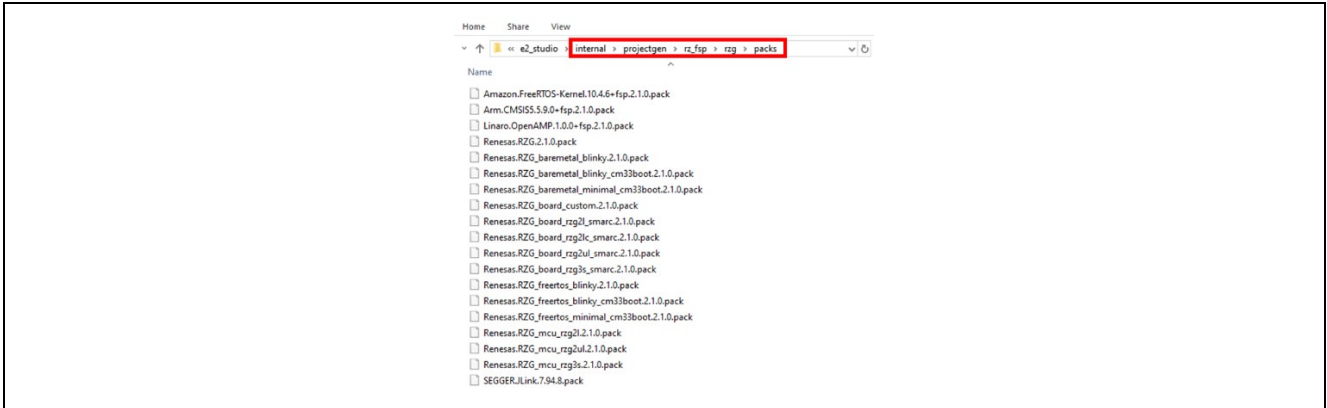 Home Share View
« e2_studio › internal › projectgen › rz_fsp › rzg › packs
Name
Amazon.FreeRTOS-Kernel.10.4.6+fsp.2.1.0.pack
Arm.CMSIS5.5.9.0+fsp.2.1.0.pack
Linaro.OpenAMP.1.0.0+fsp.2.1.0.pack
Renesas.RZG.2.1.0.pack
Renesas.RZG_baremetal_blinky.2.1.0.pack
Renesas.RZG_baremetal_blinky_cm33boot.2.1.0.pack
Renesas.RZG_baremetal_minimal_cm33boot.2.1.0.pack
Renesas.RZG_board_custom.2.1.0.pack
Renesas.RZG_board_rzg2l_smarc.2.1.0.pack
Renesas.RZG_board_rzg2lc_smarc.2.1.0.pack
Renesas.RZG_board_rzg2ul_smarc.2.1.0.pack
Renesas.RZG_board_rzg3s_smarc.2.1.0.pack
Renesas.RZG_freertos_blinky.2.1.0.pack
Renesas.RZG_freertos_blinky_cm33boot.2.1.0.pack
Renesas.RZG_freertos_minimal_cm33boot.2.1.0.pack
Renesas.RZG_mcu_rzg2l.2.1.0.pack
Renesas.RZG_mcu_rzg2ul.2.1.0.pack
Renesas.RZG_mcu_rzg3s.2.1.0.pack
SEGGER.JLink.7.94.8.pack